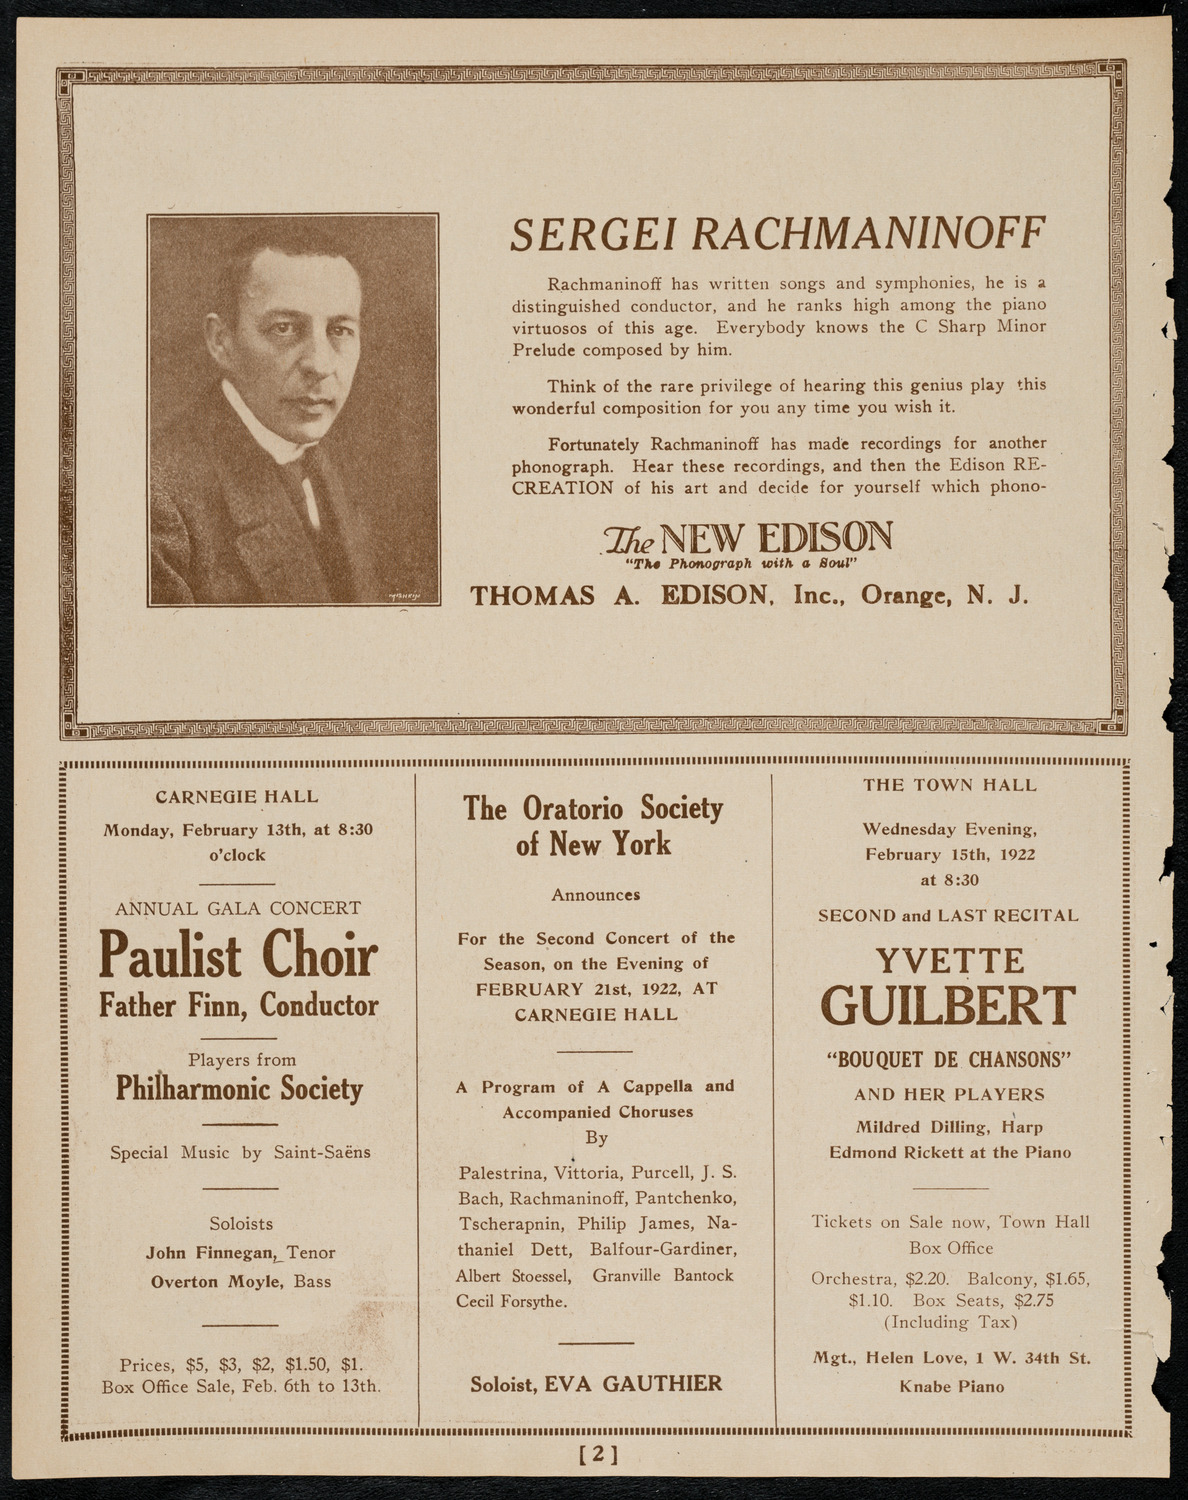 SERGEI RACHMANINOFF
Rachmaninoff has written songs and symphonies, he is a
distinguished conductor, and he ranks high among the piano
virtuosos of this age. Everybody knows the C Sharp Minor
Prelude composed by him.
Think of the rare privilege of hearing this genius play this
wonderful composition for you any time you wish it.
Fortunately Rachmaninoff has made recordings for another
phonograph. Hear these recordings, and then the Edison RE-
CREATION of his art and decide for yourself which phono-
The NEW EDISON
"The Phonograph with a Soul"
THOMAS A. EDISON, Inc., Orange, N. J.
MISHKIN
CARNEGIE HALL
Monday, February 13th, at 8:30
o'clock
ANNUAL GALA CONCERT
Paulist Choir
Father Finn, Conductor
Players from
Philharmonic Society
Special Music by Saint-Saëns
Soloists
John Finnegan, Tenor
Overton Moyle, Bass
Prices, $5, $3, $2, $1.50, $1.
Box Office Sale, Feb. 6th to 13th.
The Oratorio Society
of New York
Announces
For the Second Concert of the
Season, on the Evening of
FEBRUARY 21st, 1922, AT
CARNEGIE HALL
A Program of A Cappella and
Accompanied Choruses
By
Palestrina, Vittoria, Purcell, J. S.
Bach, Rachmaninoff, Pantchenko,
Tscherapnin, Philip James, Na-
thaniel Dett, Balfour-Gardiner,
Albert Stoessel, Granville Bantock
Cecil Forsythe.
Soloist, EVA GAUTHIER
THE TOWN HALL
Wednesday Evening,
February 15th, 1922
at 8:30
SECOND and LAST RECITAL
YVETTE
GUILBERT
"BOUQUET DE CHANSONS"
AND HER PLAYERS
Mildred Dilling, Harp
Edmond Rickett at the Piano
Tickets on Sale now, Town Hall
Box Office
Orchestra, $2.20. Balcony, $1.65,
$1.10. Box Seats, $2.75
(Including Tax)
Mgt., Helen Love, 1 W. 34th St.
Knabe Piano
[ 2 ]